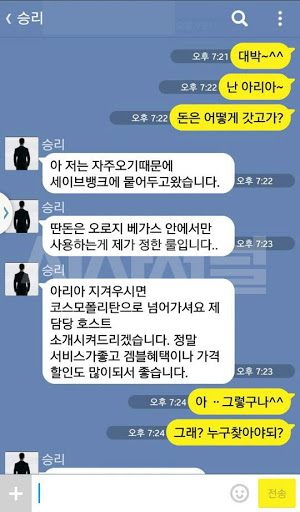 승리
오후 7:21 대박~^^
오후 7:22 난 아리아~
오후 7:22 돈은 어떻게 갖고가?
승리
아 저는 자주오기때문에
세이브뱅크에 뭍어두고왔습니다.
오후 7:22
딴돈은 오로지 베가스 안에서만
사용하는게 제가 정한 룰입니다..
오후 7:23
승리
아리아 지겨우시면
코스모폴리탄으로 넘어가셔요 제
담당 호스트
소개시켜드리겠습니다. 정말
서비스가좋고 겜블혜택이나 가격
할인도 많이되서 좋습니다.
오후 7:23
오후 7:24 아 ··그렇구나^^
오후 7:24 그래? 누구찾아야되?
승리
전송